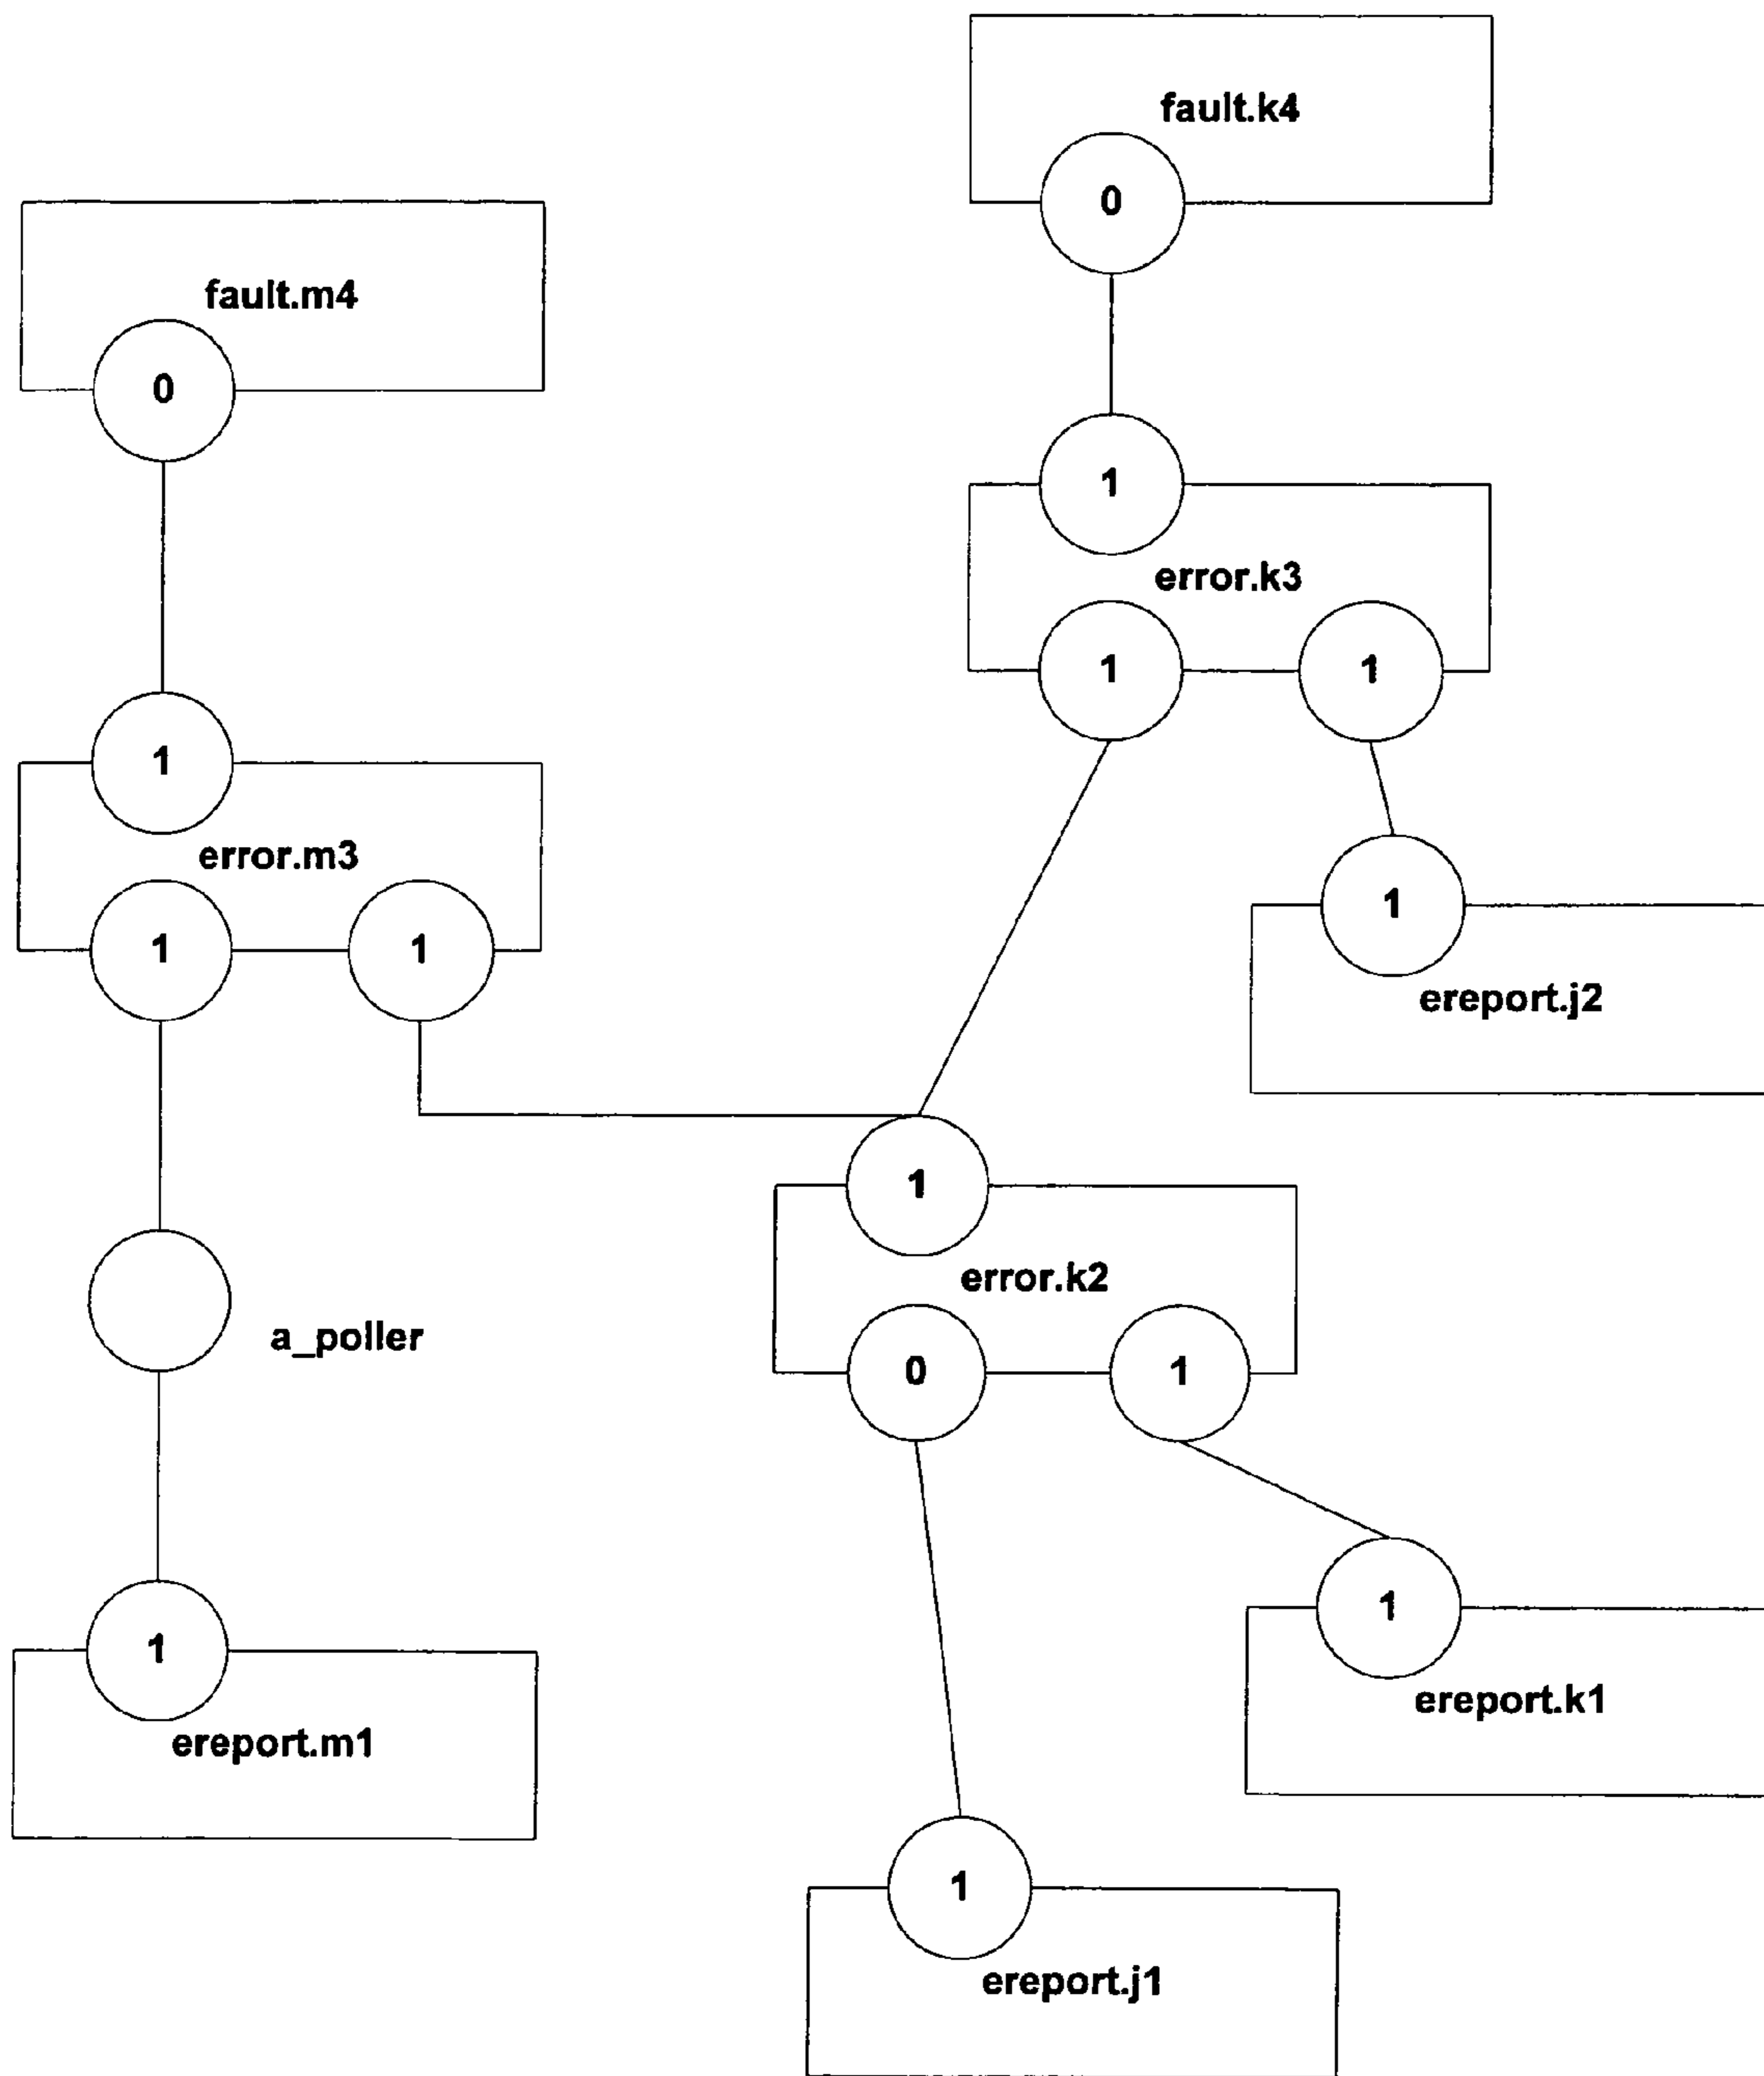 fault.k4
0
fault.m4
0
1
error.k3
1 1
1
error.m3
1 1
1
ereport.j2
1
error.k2
a_poller
0 1
1
ereport.k1
1
ereport.m1
1
ereport.j1